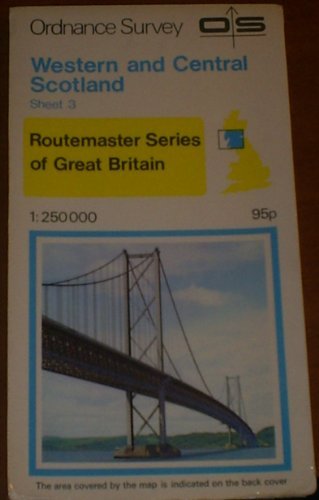 Ordnance Survey OS
Western and Central
Scotland
Sheet 3
Routemaster Series
of Great Britain
1:250 000 95p
The area covered by the map is indicated on the back cover